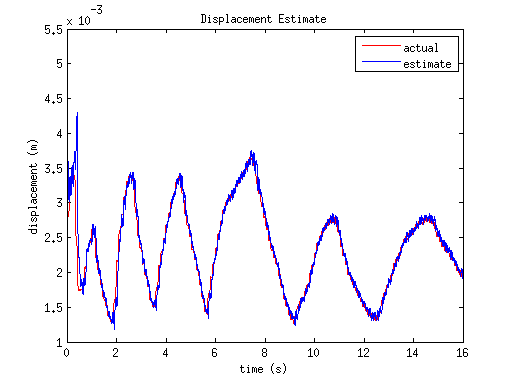 Displacement Estimate
x 10^-3
5.5
5
4.5
4
3.5
3
2.5
2
1.5
1
displacement (m)
0 2 4 6 8 10 12 14 16
time (s)
actual
estimate